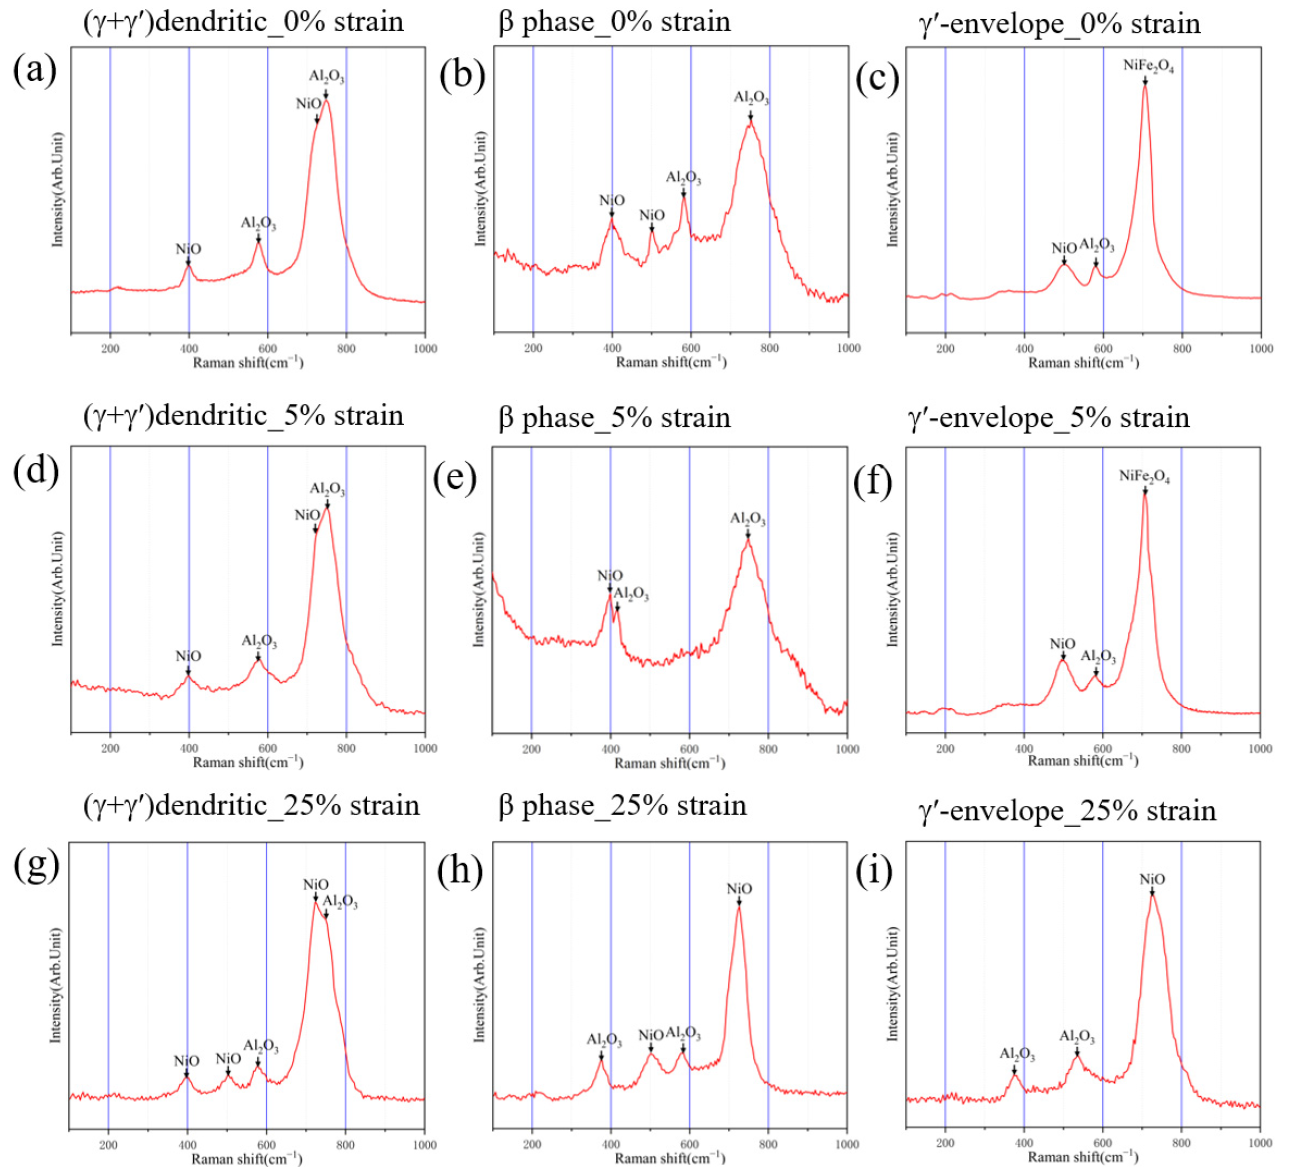 (γ+γ′)dendritic_0% strain
β phase_0% strain
γ′-envelope_0% strain
(a)
Intensity(Arb.Unit)
NiO
Al₂O₃
NiO
Al₂O₃
200 400 600 800 1000
Raman shift(cm⁻¹)
(b)
Intensity(Arb.Unit)
NiO
NiO
Al₂O₃
Al₂O₃
200 400 600 800 1000
Raman shift(cm⁻¹)
(c)
Intensity(Arb.Unit)
NiO
Al₂O₃
NiFe₂O₄
200 400 600 800 1000
Raman shift(cm⁻¹)
(γ+γ′)dendritic_5% strain
β phase_5% strain
γ′-envelope_5% strain
(d)
Intensity(Arb.Unit)
NiO
Al₂O₃
NiO
Al₂O₃
200 400 600 800 1000
Raman shift(cm⁻¹)
(e)
Intensity(Arb.Unit)
NiO
Al₂O₃
Al₂O₃
200 400 600 800 1000
Raman shift(cm⁻¹)
(f)
Intensity(Arb.Unit)
NiO
Al₂O₃
NiFe₂O₄
200 400 600 800 1000
Raman shift(cm⁻¹)
(γ+γ′)dendritic_25% strain
β phase_25% strain
γ′-envelope_25% strain
(g)
Intensity(Arb.Unit)
NiO
NiO
Al₂O₃
NiO
Al₂O₃
200 400 600 800 1000
Raman shift(cm⁻¹)
(h)
Intensity(Arb.Unit)
Al₂O₃
NiO
Al₂O₃
NiO
200 400 600 800 1000
Raman shift(cm⁻¹)
(i)
Intensity(Arb.Unit)
Al₂O₃
Al₂O₃
NiO
200 400 600 800 1000
Raman shift(cm⁻¹)